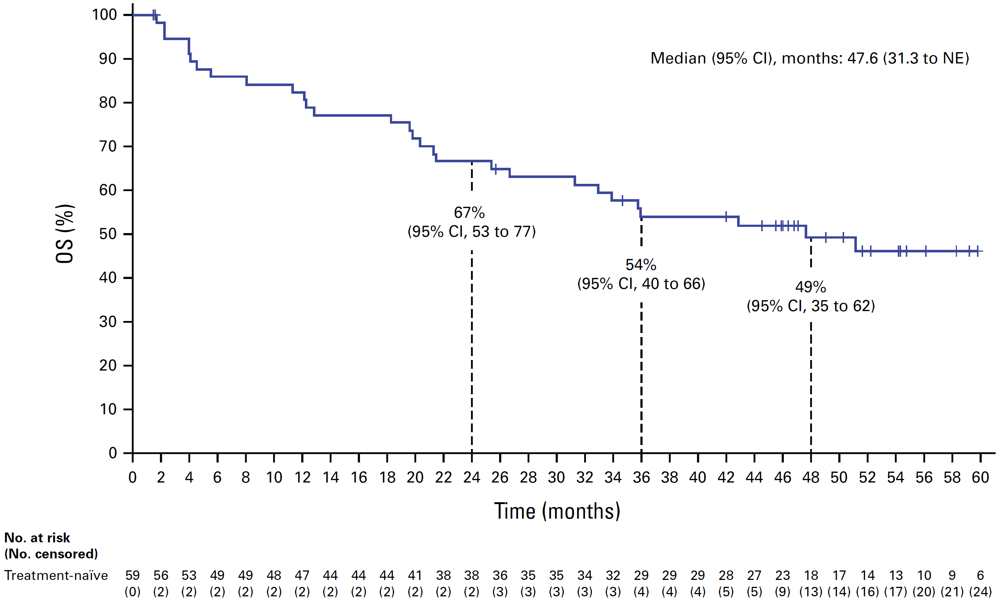 100
90
80
70
60
50
40
30
20
10
0
OS (%)
Median (95% CI), months: 47.6 (31.3 to NE)
67%
(95% CI, 53 to 77)
54%
(95% CI, 40 to 66)
49%
(95% CI, 35 to 62)
0 2 4 6 8 10 12 14 16 18 20 22 24 26 28 30 32 34 36 38 40 42 44 46 48 50 52 54 56 58 60
Time (months)
No. at risk
(No. censored)
Treatment-naïve 59 56 53 49 49 48 47 44 44 44 41 38 38 36 35 35 34 32 29 29 29 28 27 23 18 17 14 13 10 9 6
(0) (2) (2) (2) (2) (2) (2) (2) (2) (2) (2) (2) (2) (3) (3) (3) (3) (3) (4) (4) (4) (5) (5) (9) (13) (14) (16) (17) (20) (21) (24)